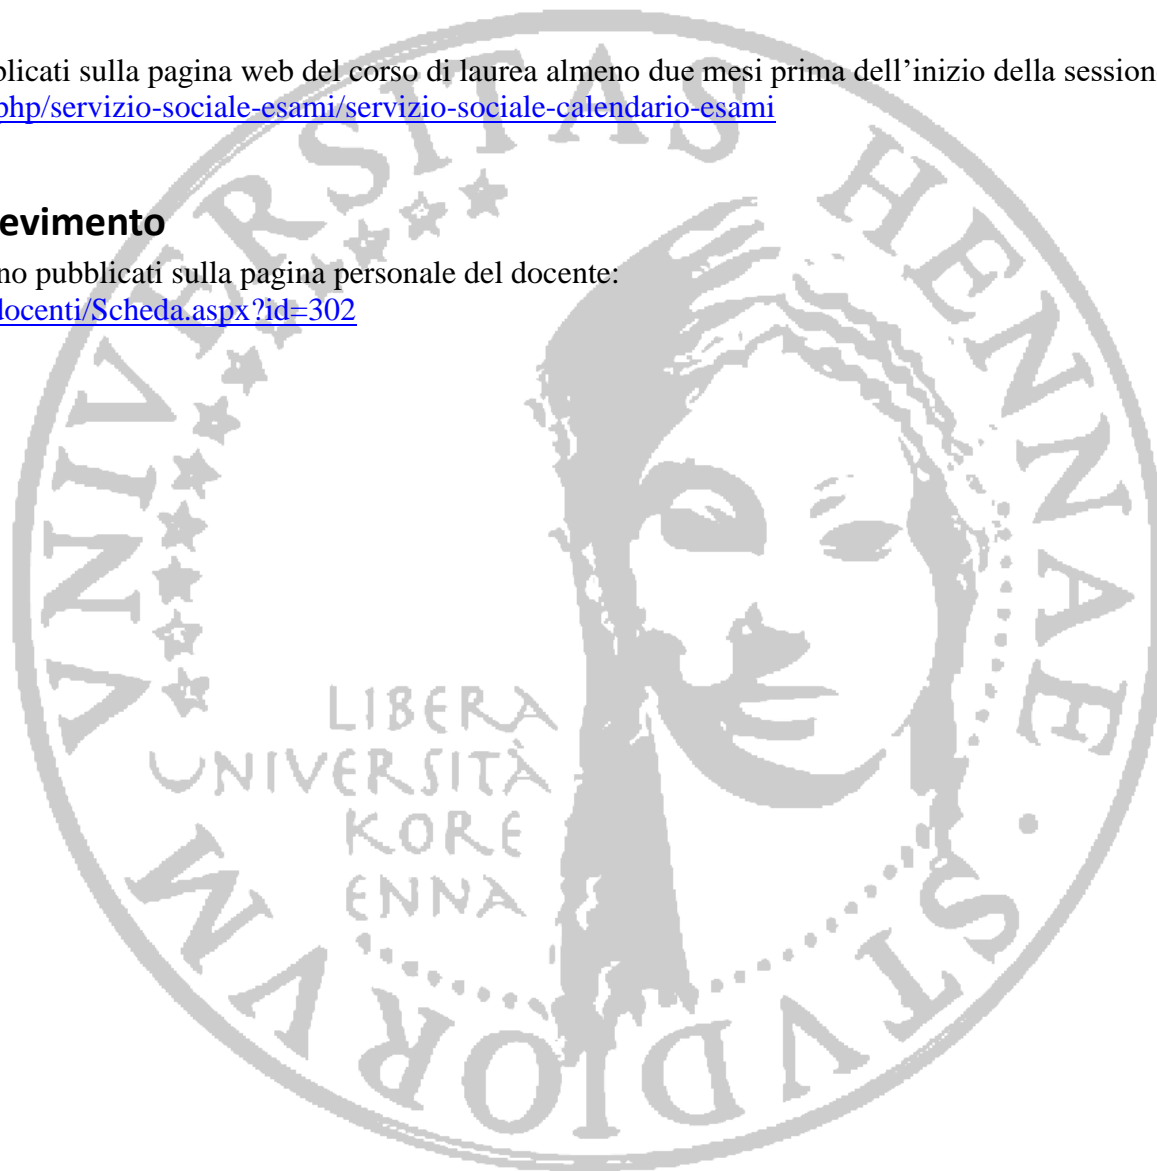 blicati sulla pagina web del corso di laurea almeno due mesi prima dell’inizio della session
php/servizio-sociale-esami/servizio-sociale-calendario-esami
evimento
no pubblicati sulla pagina personale del docente:
docenti/Scheda.aspx?id=302
VNIVERSITAS HENNAE · STVDIORVM
LIBERA
UNIVERSITÀ
KORE
ENNA